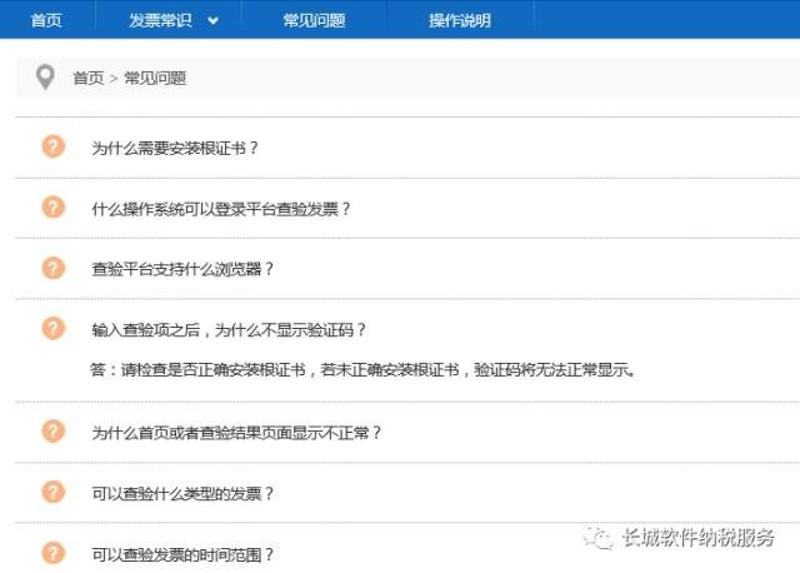 首页 发票常识 常见问题 操作说明
首页 > 常见问题
为什么需要安装根证书？
什么操作系统可以登录平台查验发票？
查验平台支持什么浏览器？
输入查验项之后，为什么不显示验证码？
答：请检查是否正确安装根证书，若未正确安装根证书，验证码将无法正常显示。
为什么首页或者查验结果页面显示不正常？
可以查验什么类型的发票？
可以查验发票的时间范围？
长城软件纳税服务